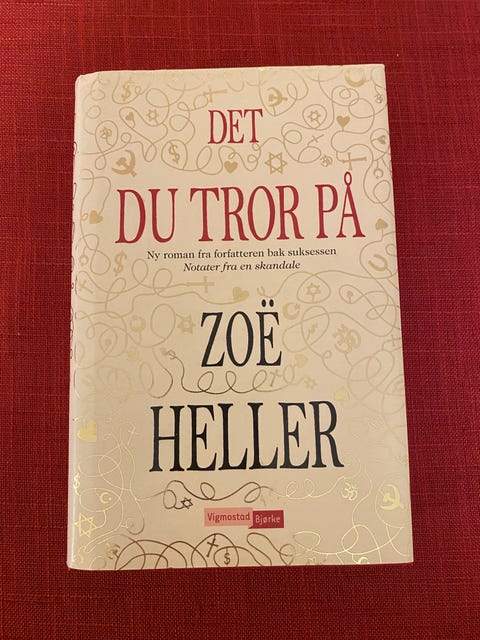 DET
DU TROR PÅ
Ny roman fra forfatteren bak suksessen
Notater fra en skandale
ZOË
HELLER
Vigmostad Bjørke